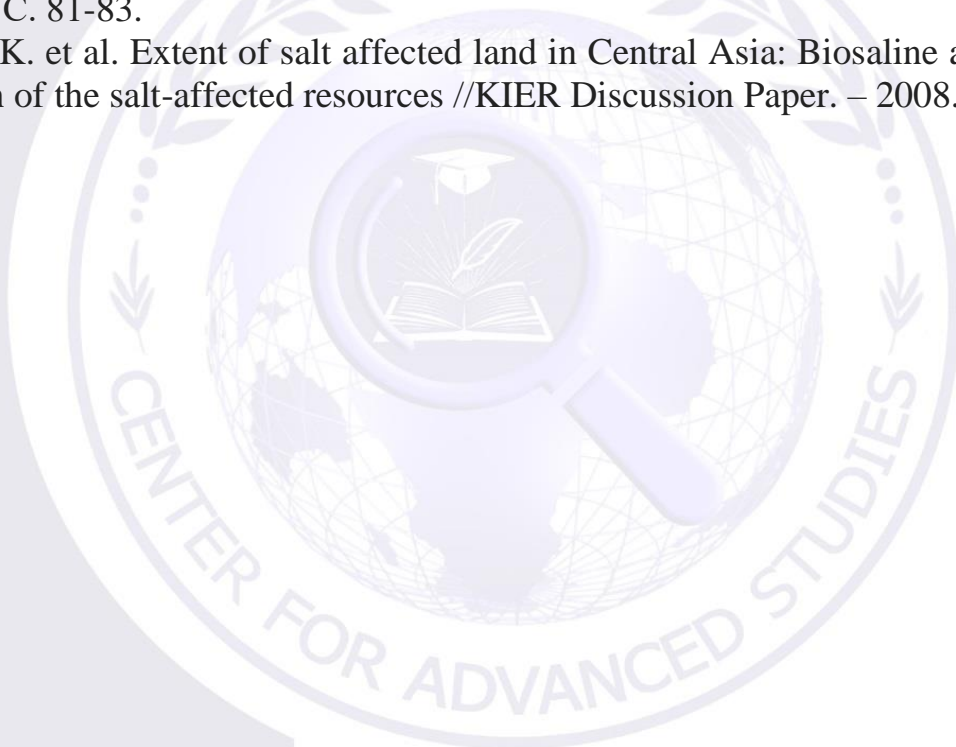 C. 81-83.
K. et al. Extent of salt affected land in Central Asia: Biosaline
of the salt-affected resources //KIER Discussion Paper. – 2008.
CENTER FOR ADVANCED STUDIES